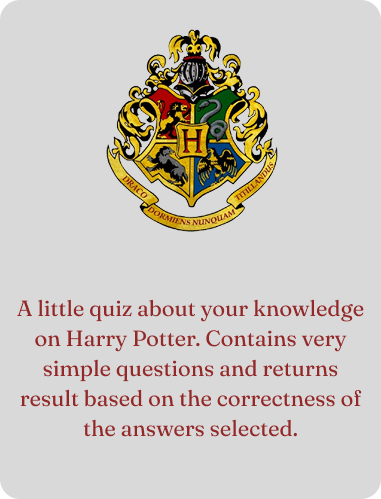 H
DRACO DORMIENS NUNQUAM TITILLANDUS
A little quiz about your knowledge
on Harry Potter. Contains very
simple questions and returns
result based on the correctness of
the answers selected.